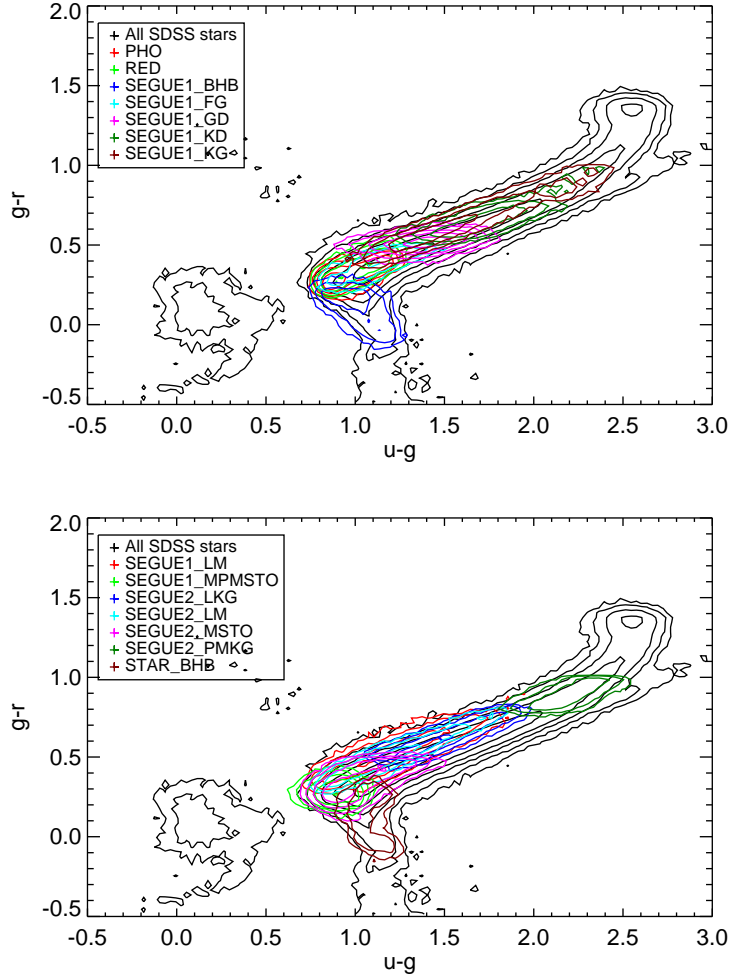 2.0
1.5
1.0
0.5
0.0
-0.5
g-r
All SDSS stars
PHO
RED
SEGUE1_BHB
SEGUE1_FG
SEGUE1_GD
SEGUE1_KD
SEGUE1_KG
-0.5 0.0 0.5 1.0 1.5 2.0 2.5 3.0
u-g
2.0
1.5
1.0
0.5
0.0
-0.5
g-r
All SDSS stars
SEGUE1_LM
SEGUE1_MPMSTO
SEGUE2_LKG
SEGUE2_LM
SEGUE2_MSTO
SEGUE2_PMKG
STAR_BHB
-0.5 0.0 0.5 1.0 1.5 2.0 2.5 3.0
u-g